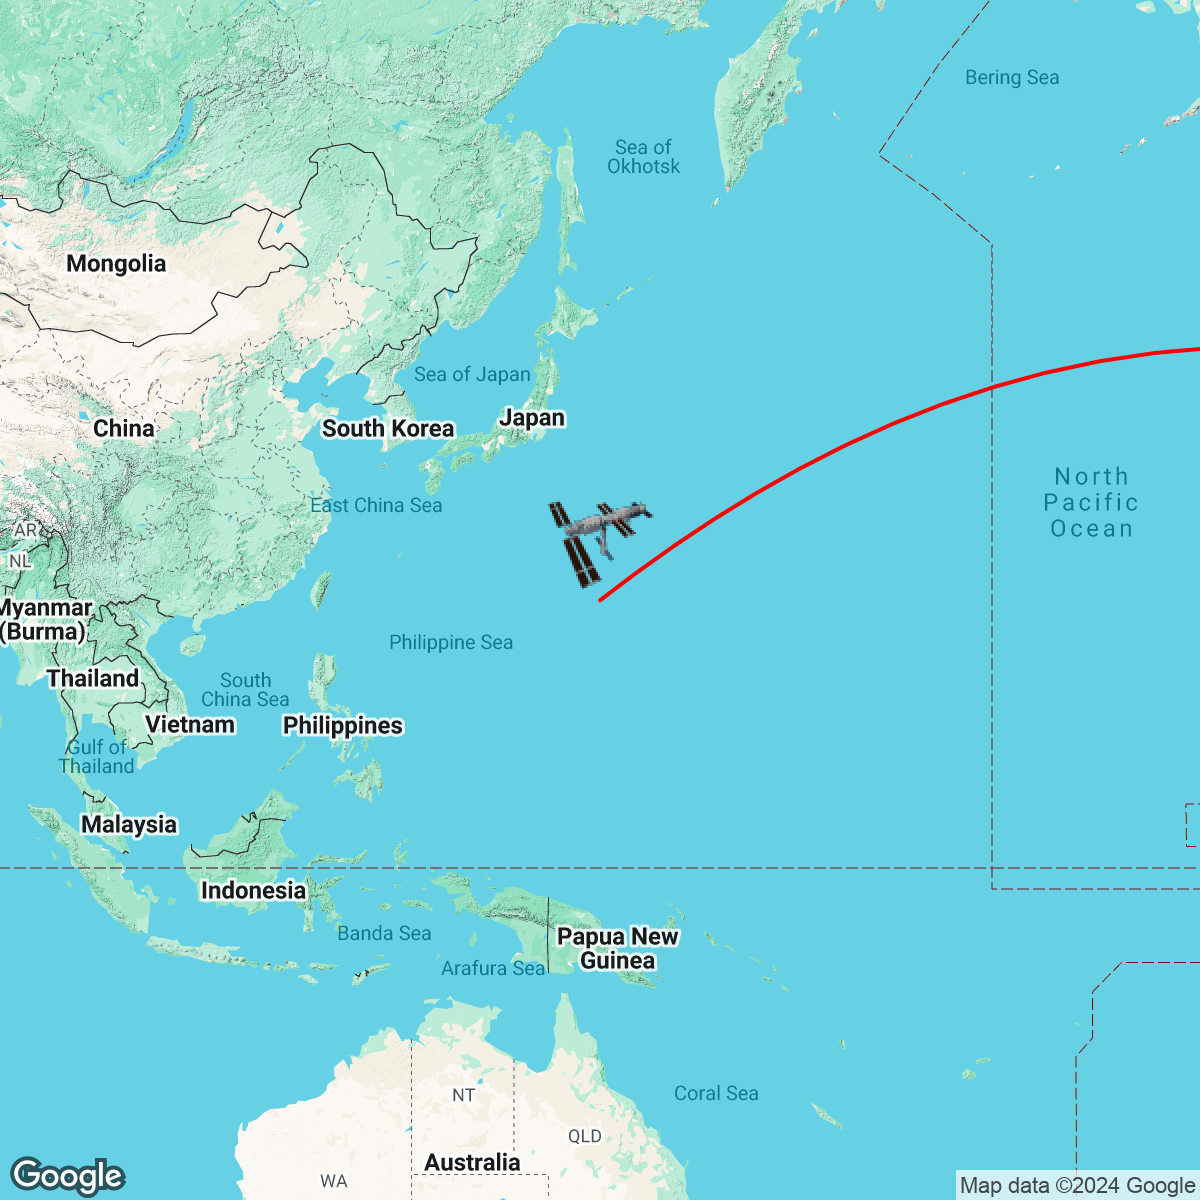 Bering Sea
Sea of
Okhotsk
Mongolia
Sea of Japan
Japan
China
South Korea
North
Pacific
Ocean
East China Sea
AR
NL
Myanmar
(Burma)
Philippine Sea
Thailand
South
China Sea
Vietnam
Philippines
Gulf of
Thailand
Malaysia
Indonesia
Banda Sea
Papua New
Guinea
Arafura Sea
NT
Coral Sea
QLD
Australia
WA
Google
Map data ©2024 Google